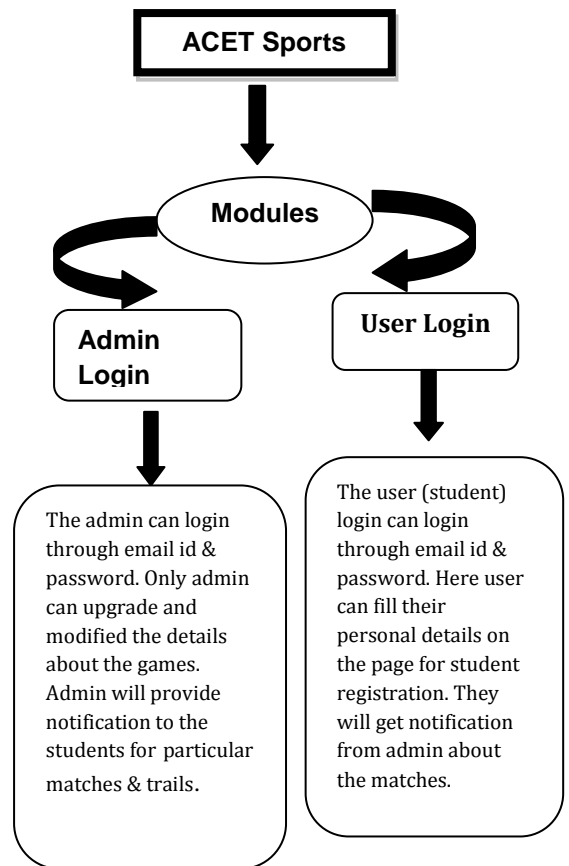 ACET Sports
Modules
Admin
Login
User Login
The admin can login
through email id &
password. Only admin
can upgrade and
modified the details
about the games.
Admin will provide
notification to the
students for particular
matches & trails.
The user (student)
login can login
through email id &
password. Here user
can fill their
personal details on
the page for student
registration. They
will get notification
from admin about
the matches.